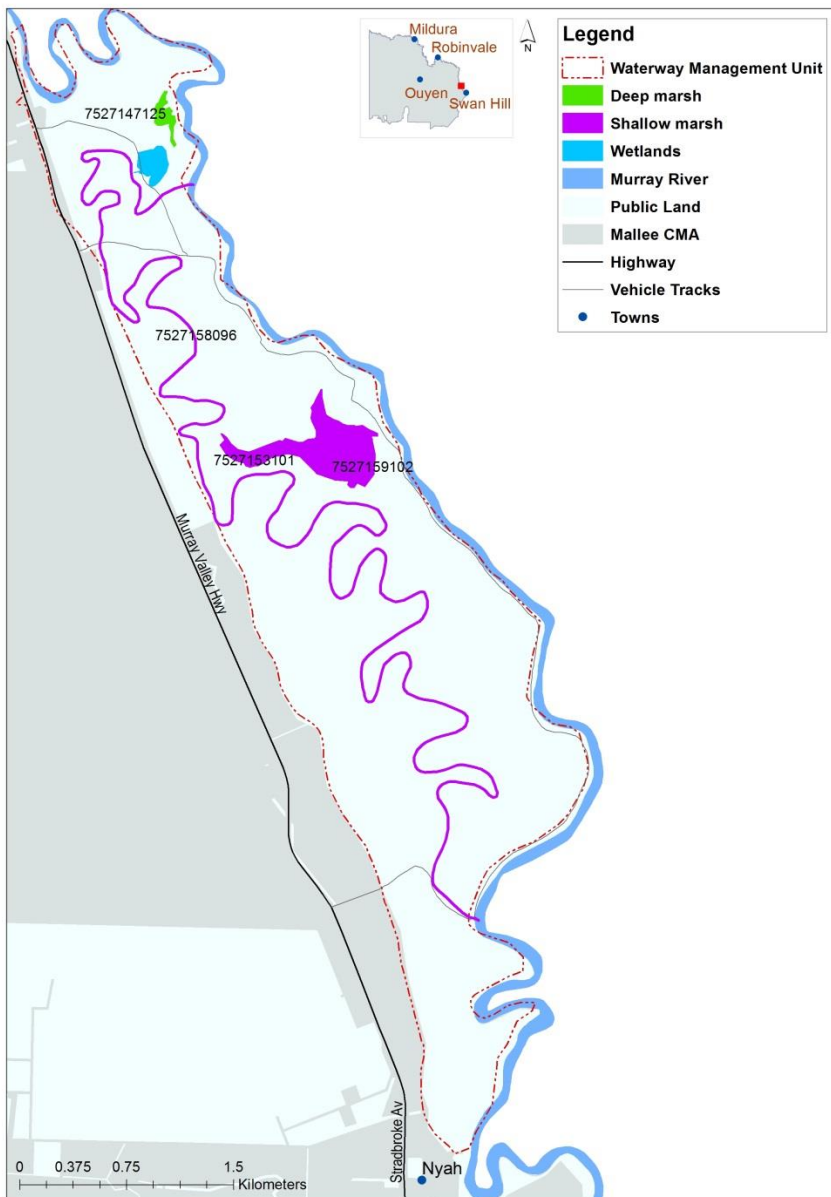 Mildura
Robinvale
Ouyen
Swan Hill
N
Legend
Waterway Management Unit
Deep marsh
Shallow marsh
Wetlands
Murray River
Public Land
Mallee CMA
Highway
Vehicle Tracks
Towns
7527147125
7527158096
7527153101
7527159102
Murray Valley Hwy
Stradbroke Av
Nyah
0 0.375 0.75 1.5
Kilometers